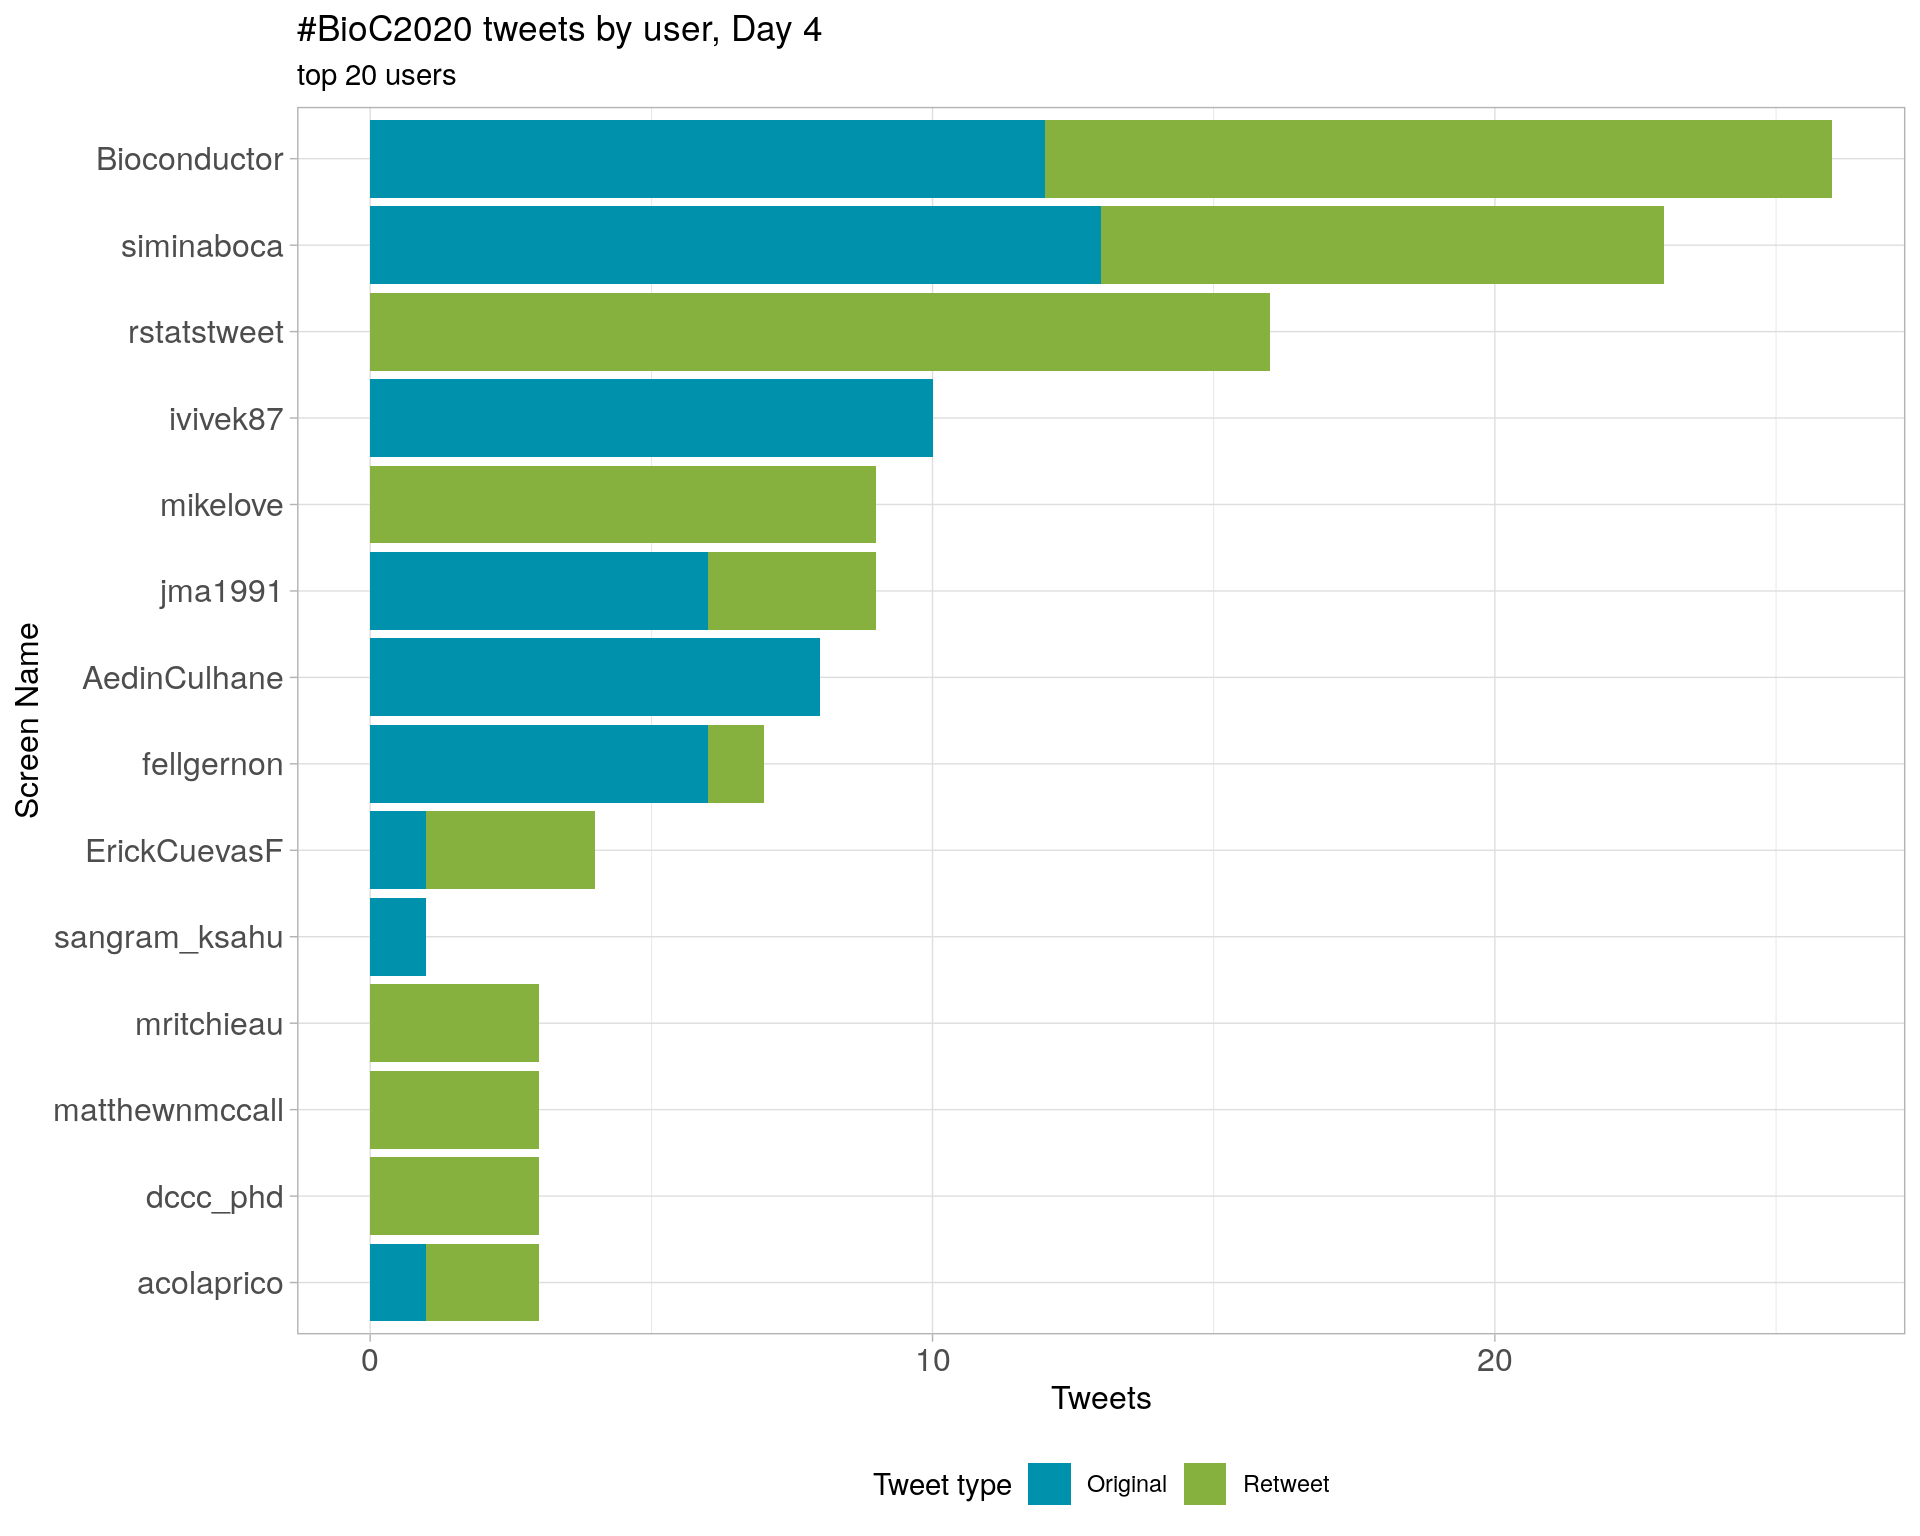 #BioC2020 tweets by user, Day 4
top 20 users
Screen Name
Bioconductor
siminaboca
rstatstweet
ivivek87
mikelove
jma1991
AedinCulhane
fellgernon
ErickCuevasF
sangram_ksahu
mritchieau
matthewnmccall
dccc_phd
acolaprico
0 10 20
Tweets
Tweet type Original Retweet